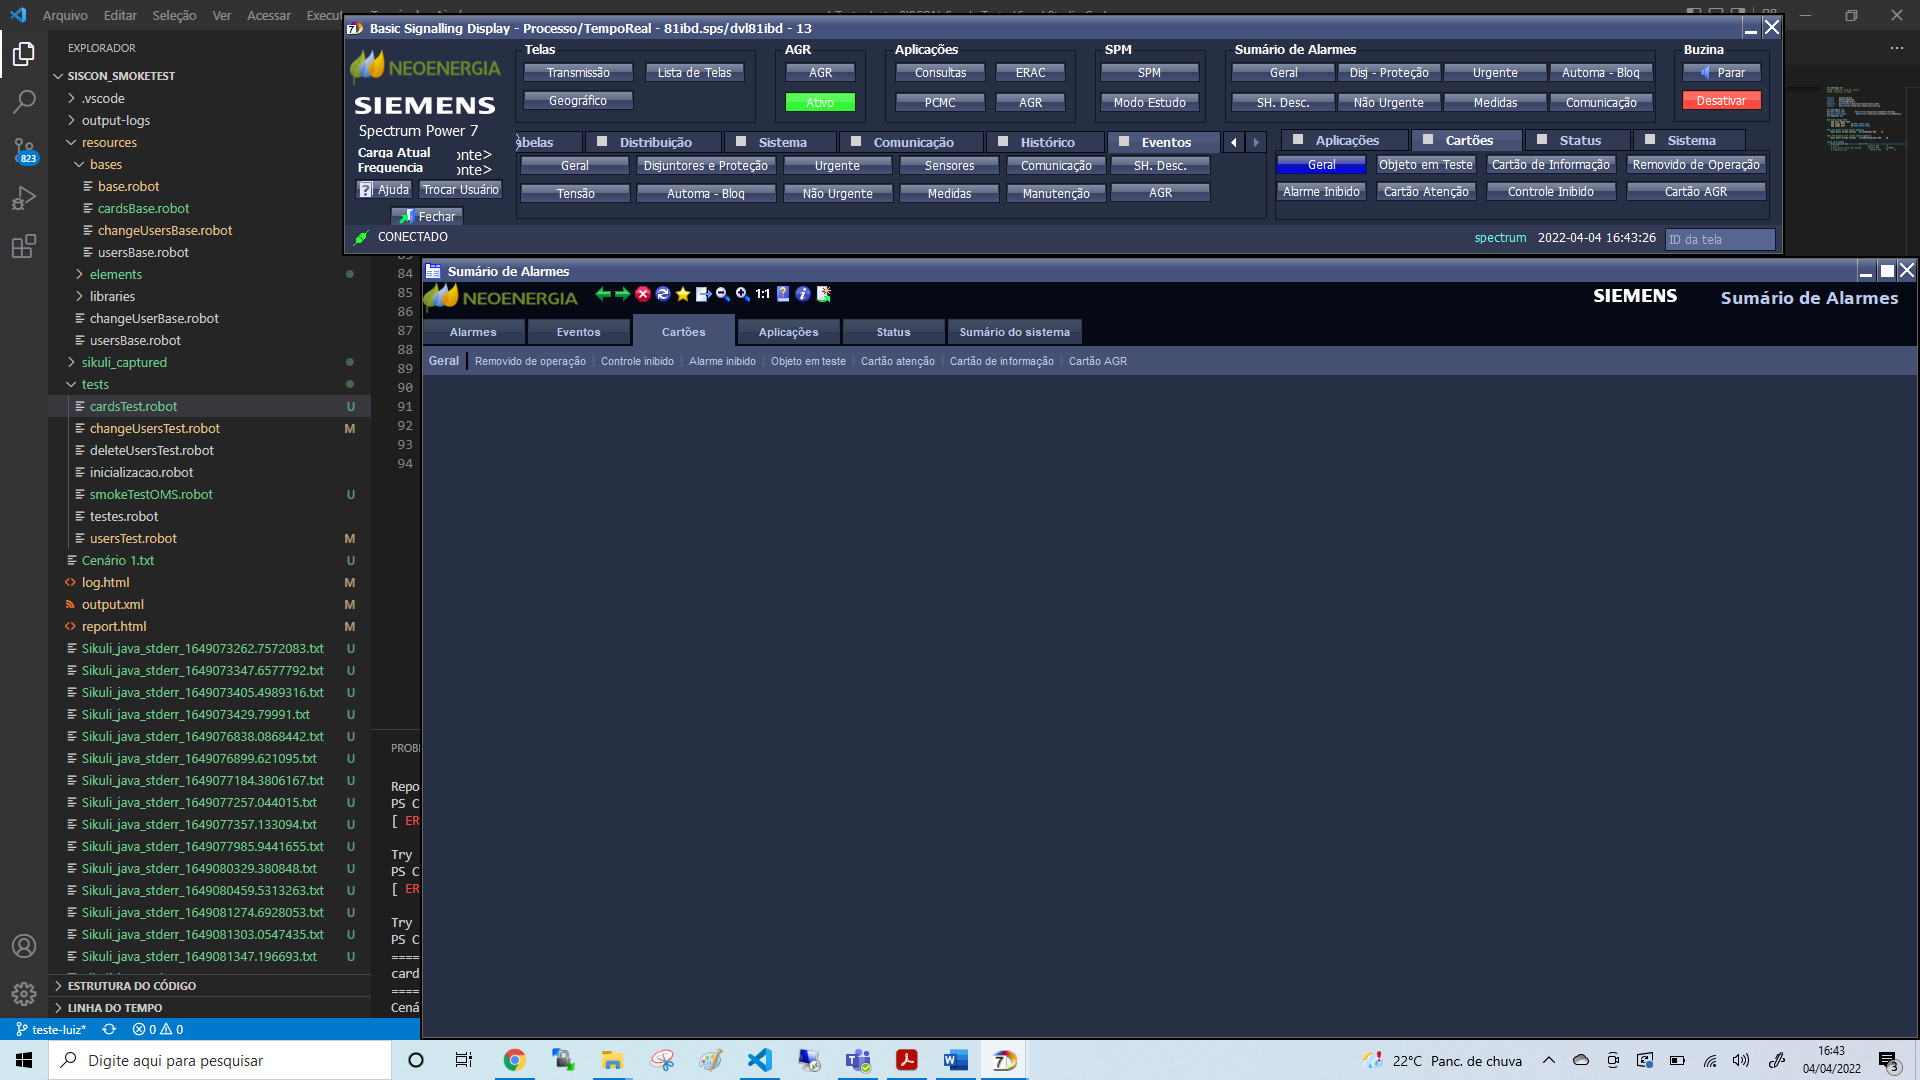 Arquivo Editar Seleção Ver Acessar
Basic Signalling Display - Processo/TempoReal - 81ibd.sps/dvl81ibd - 13
NEOENERGIA
SIEMENS
Spectrum Power 7
Carga Atual onte>
Frequencia onte>
Ajuda Trocar Usuário
Fechar
CONECTADO
Telas
Transmissão Lista de Telas
Geográfico
AGR
AGR
Ativo
Aplicações
Consultas ERAC
PCMC AGR
SPM
SPM
Modo Estudo
Sumário de Alarmes
Geral Disj - Proteção Urgente Automa - Bloq
SH. Desc. Não Urgente Medidas Comunicação
Buzina
Parar
Desativar
abelas Distribuição Sistema Comunicação Histórico Eventos
Geral Disjuntores e Proteção Urgente Sensores Comunicação SH. Desc.
Tensão Automa - Bloq Não Urgente Medidas Manutenção AGR
Aplicações Cartões Status Sistema
Geral Objeto em Teste Cartão de Informação Removido de Operação
Alarme Inibido Cartão Atenção Controle Inibido Cartão AGR
spectrum 2022-04-04 16:43:26 ID da tela
EXPLORADOR
SISCON_SMOKETEST
.vscode
output-logs
resources
bases
base.robot
cardsBase.robot
changeUsersBase.robot
usersBase.robot
elements
libraries
changeUserBase.robot
usersBase.robot
sikuli_captured
tests
cardsTest.robot U
changeUsersTest.robot M
deleteUsersTest.robot
inicializacao.robot
smokeTestOMS.robot U
testes.robot
usersTest.robot M
Cenário 1.txt U
log.html M
output.xml M
report.html M
Sikuli_java_stderr_1649073262.7572083.txt U
Sikuli_java_stderr_1649073347.6577792.txt U
Sikuli_java_stderr_1649073405.4989316.txt U
Sikuli_java_stderr_1649073429.79991.txt U
Sikuli_java_stderr_1649076838.0868442.txt U
Sikuli_java_stderr_1649076899.621095.txt U
Sikuli_java_stderr_1649077184.3806167.txt U
Sikuli_java_stderr_1649077257.044015.txt U
Sikuli_java_stderr_1649077357.133094.txt U
Sikuli_java_stderr_1649077985.9441655.txt U
Sikuli_java_stderr_1649080329.380848.txt U
Sikuli_java_stderr_1649080459.5313263.txt U
Sikuli_java_stderr_1649081274.6928053.txt U
Sikuli_java_stderr_1649081303.0547435.txt U
Sikuli_java_stderr_1649081347.196693.txt U
ESTRUTURA DO CÓDIGO
LINHA DO TEMPO
823
84
85
86
87
88
89
90
91
92
93
94
PROBL
Repo
PS C
[ ER
Try
PS C
[ ER
Try
PS C
====
card
====
Cená
Sumário de Alarmes
NEOENERGIA 1:1 SIEMENS Sumário de Alarmes
Alarmes Eventos Cartões Aplicações Status Sumário do sistema
Geral Removido de operação Controle inibido Alarme inibido Objeto em teste Cartão atenção Cartão de informação Cartão AGR
teste-luiz* 0 0
Digite aqui para pesquisar
22°C Panc. de chuva
16:43
04/04/2022
3